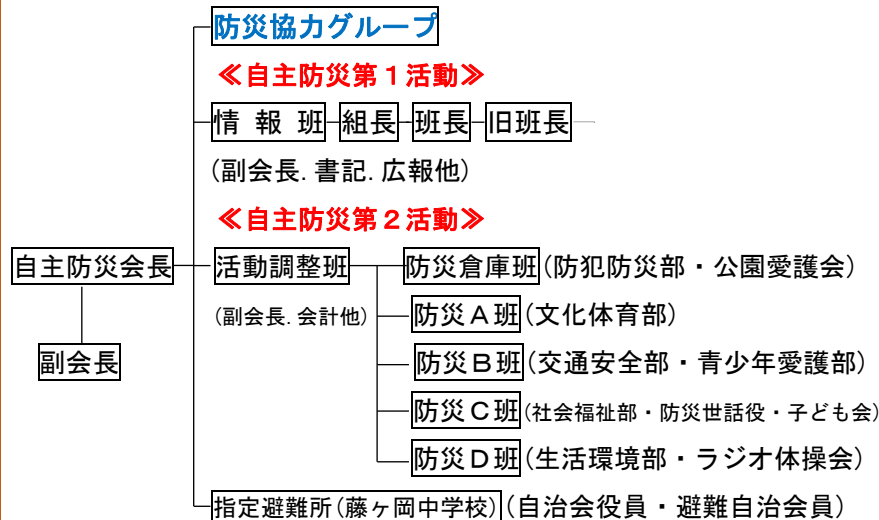 防災協力グループ
≪自主防災第１活動≫
情 報 班 組長 班長 旧班長
(副会長. 書記. 広報他)
≪自主防災第２活動≫
自主防災会長 活動調整班 防災倉庫班(防犯防災部・公園愛護会)
(副会長. 会計他) 防災Ａ班(文化体育部)
副会長 防災Ｂ班(交通安全部・青少年愛護部)
防災Ｃ班(社会福祉部・防災世話役・子ども会)
防災Ｄ班(生活環境部・ラジオ体操会)
指定避難所(藤ヶ岡中学校)(自治会役員・避難自治会員)